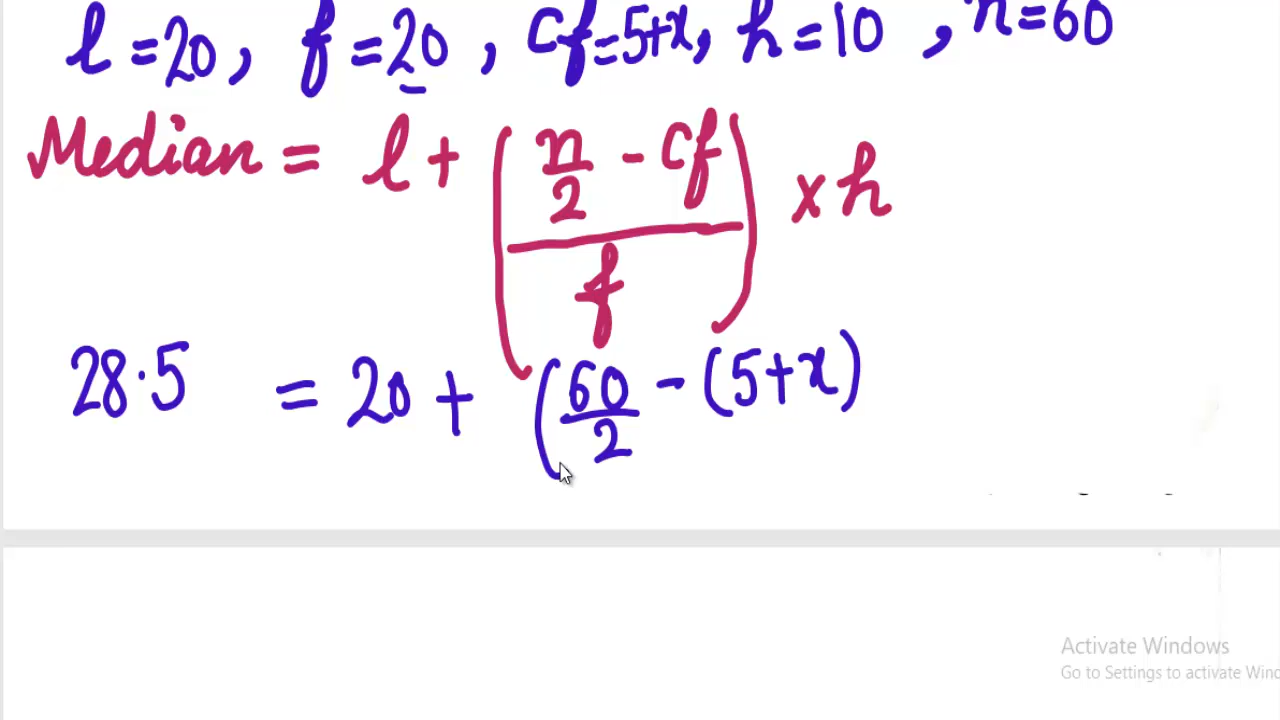 l = 20, f = 20, cf = 5+x, h = 10, n = 60
Median = l + ( n/2 - cf / f ) x h
28.5 = 20 + ( 60/2 - (5+x)
Activate Windows
Go to Settings to activate Wind